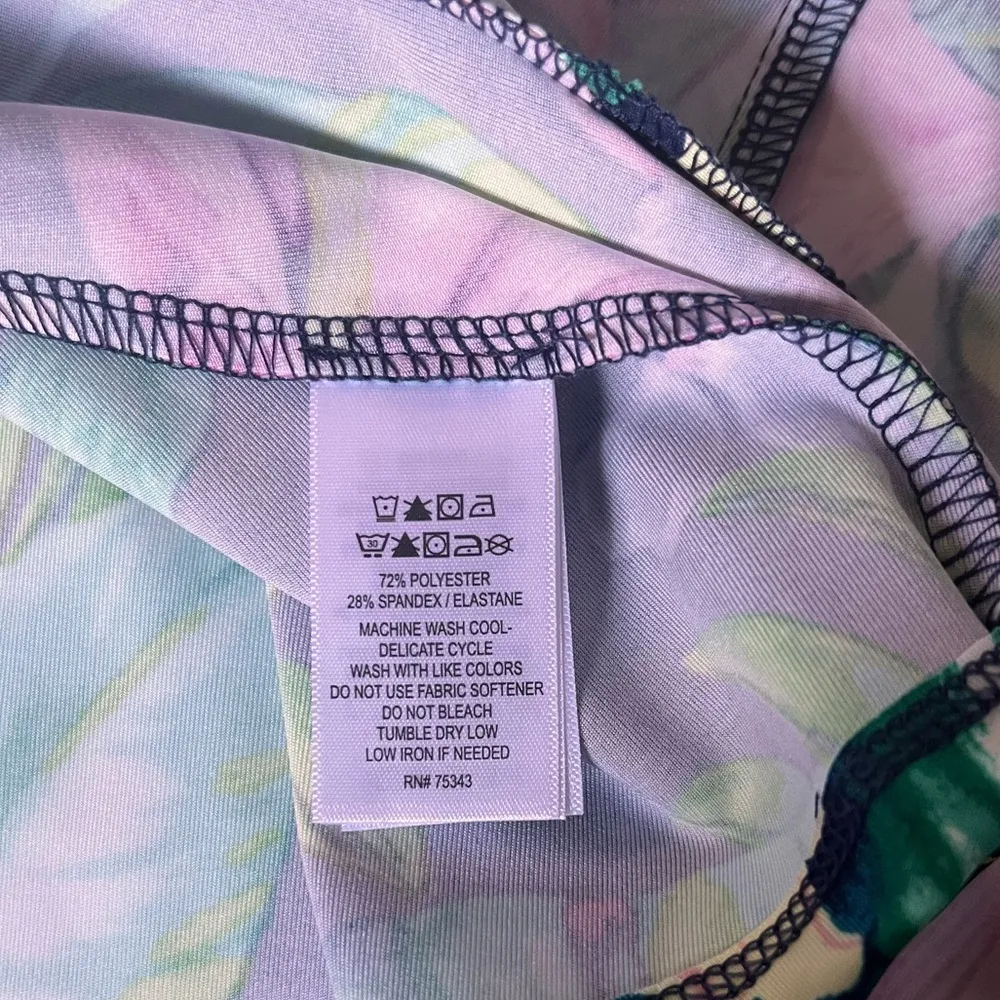 30
72% POLYESTER
28% SPANDEX / ELASTANE
MACHINE WASH COOL-
DELICATE CYCLE
WASH WITH LIKE COLORS
DO NOT USE FABRIC SOFTENER
DO NOT BLEACH
TUMBLE DRY LOW
LOW IRON IF NEEDED
RN# 75343